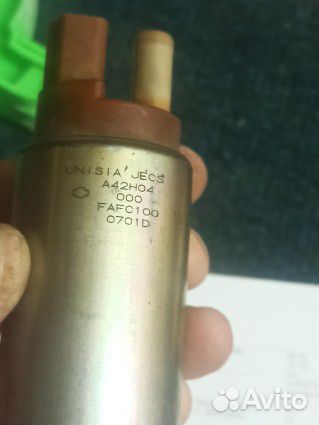 UNISIA JECS
A42H04
000
FAFC100
0701D
Avito